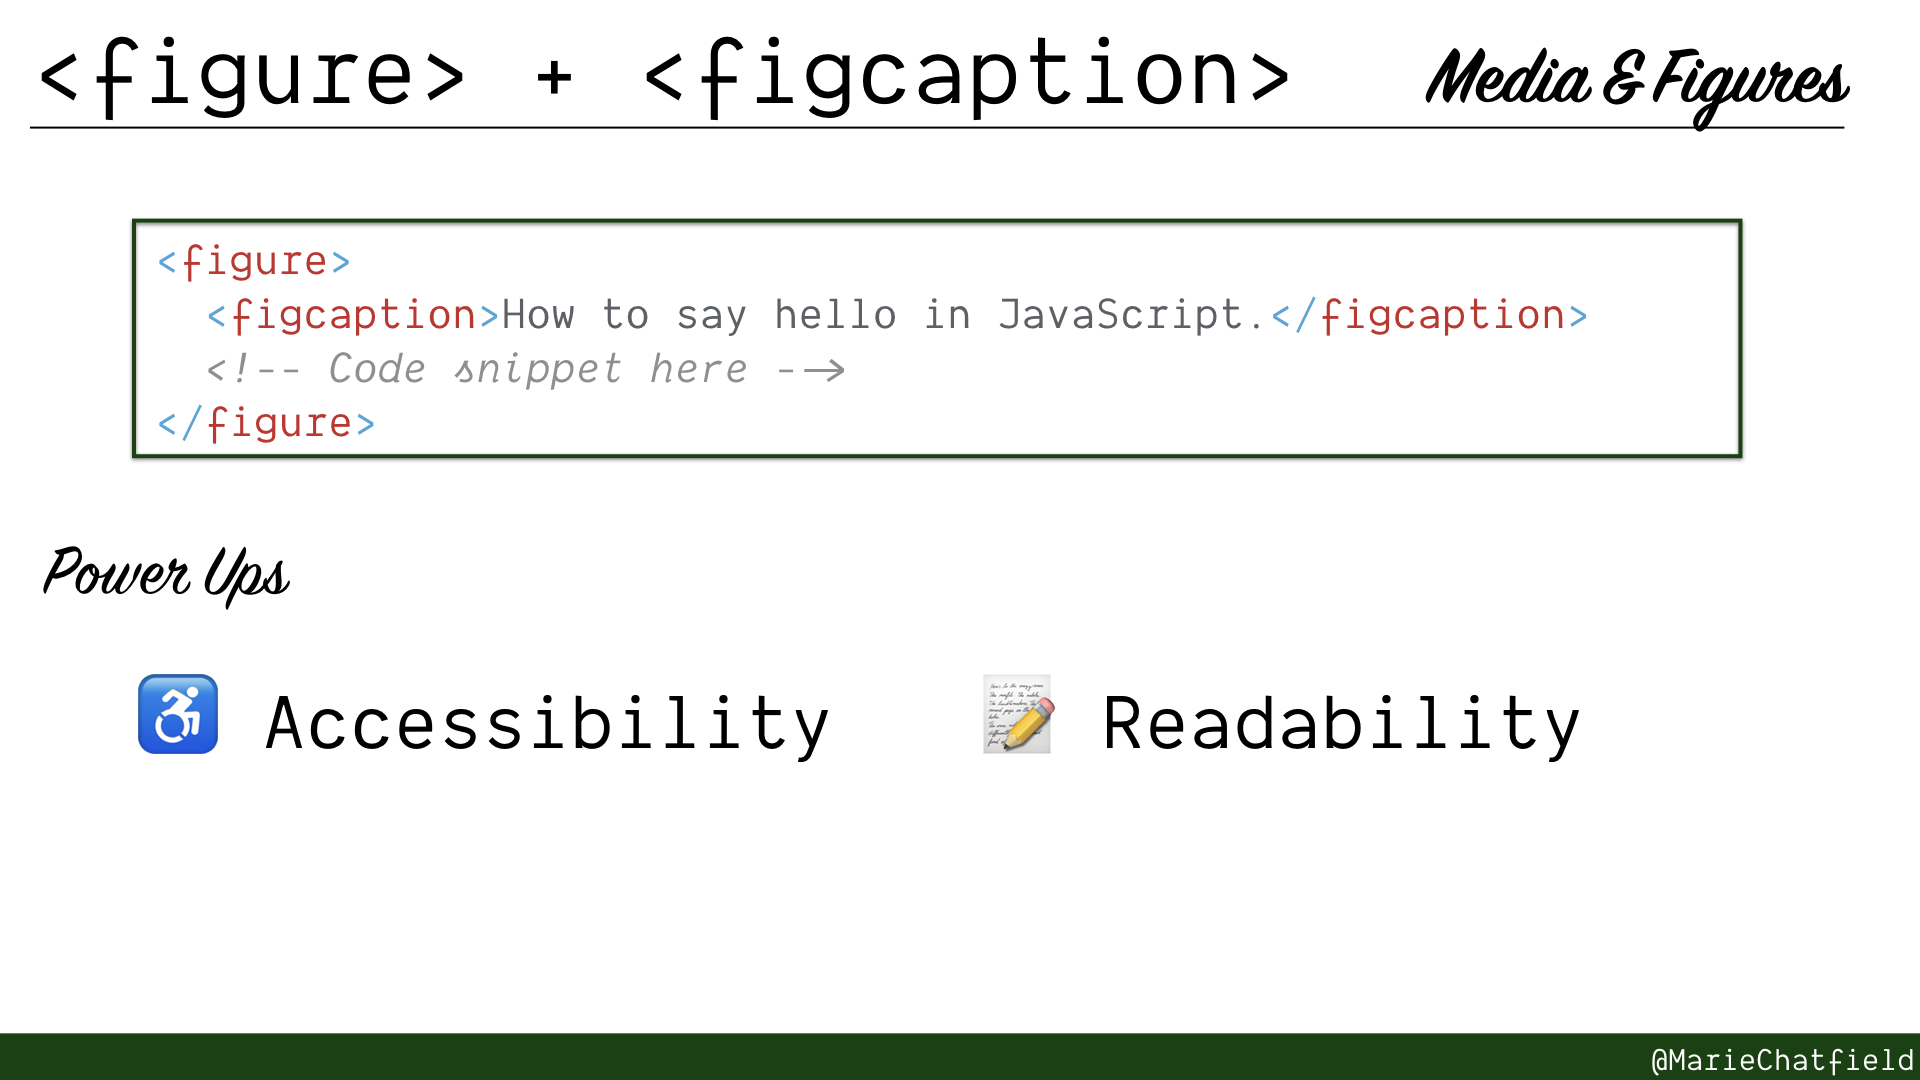 <figure> + <figcaption>
Media & Figures
<figure>
<figcaption>How to say hello in JavaScript.</figcaption>
<!-- Code snippet here -->
</figure>
Power Ups
Accessibility
Readability
@MarieChatfield